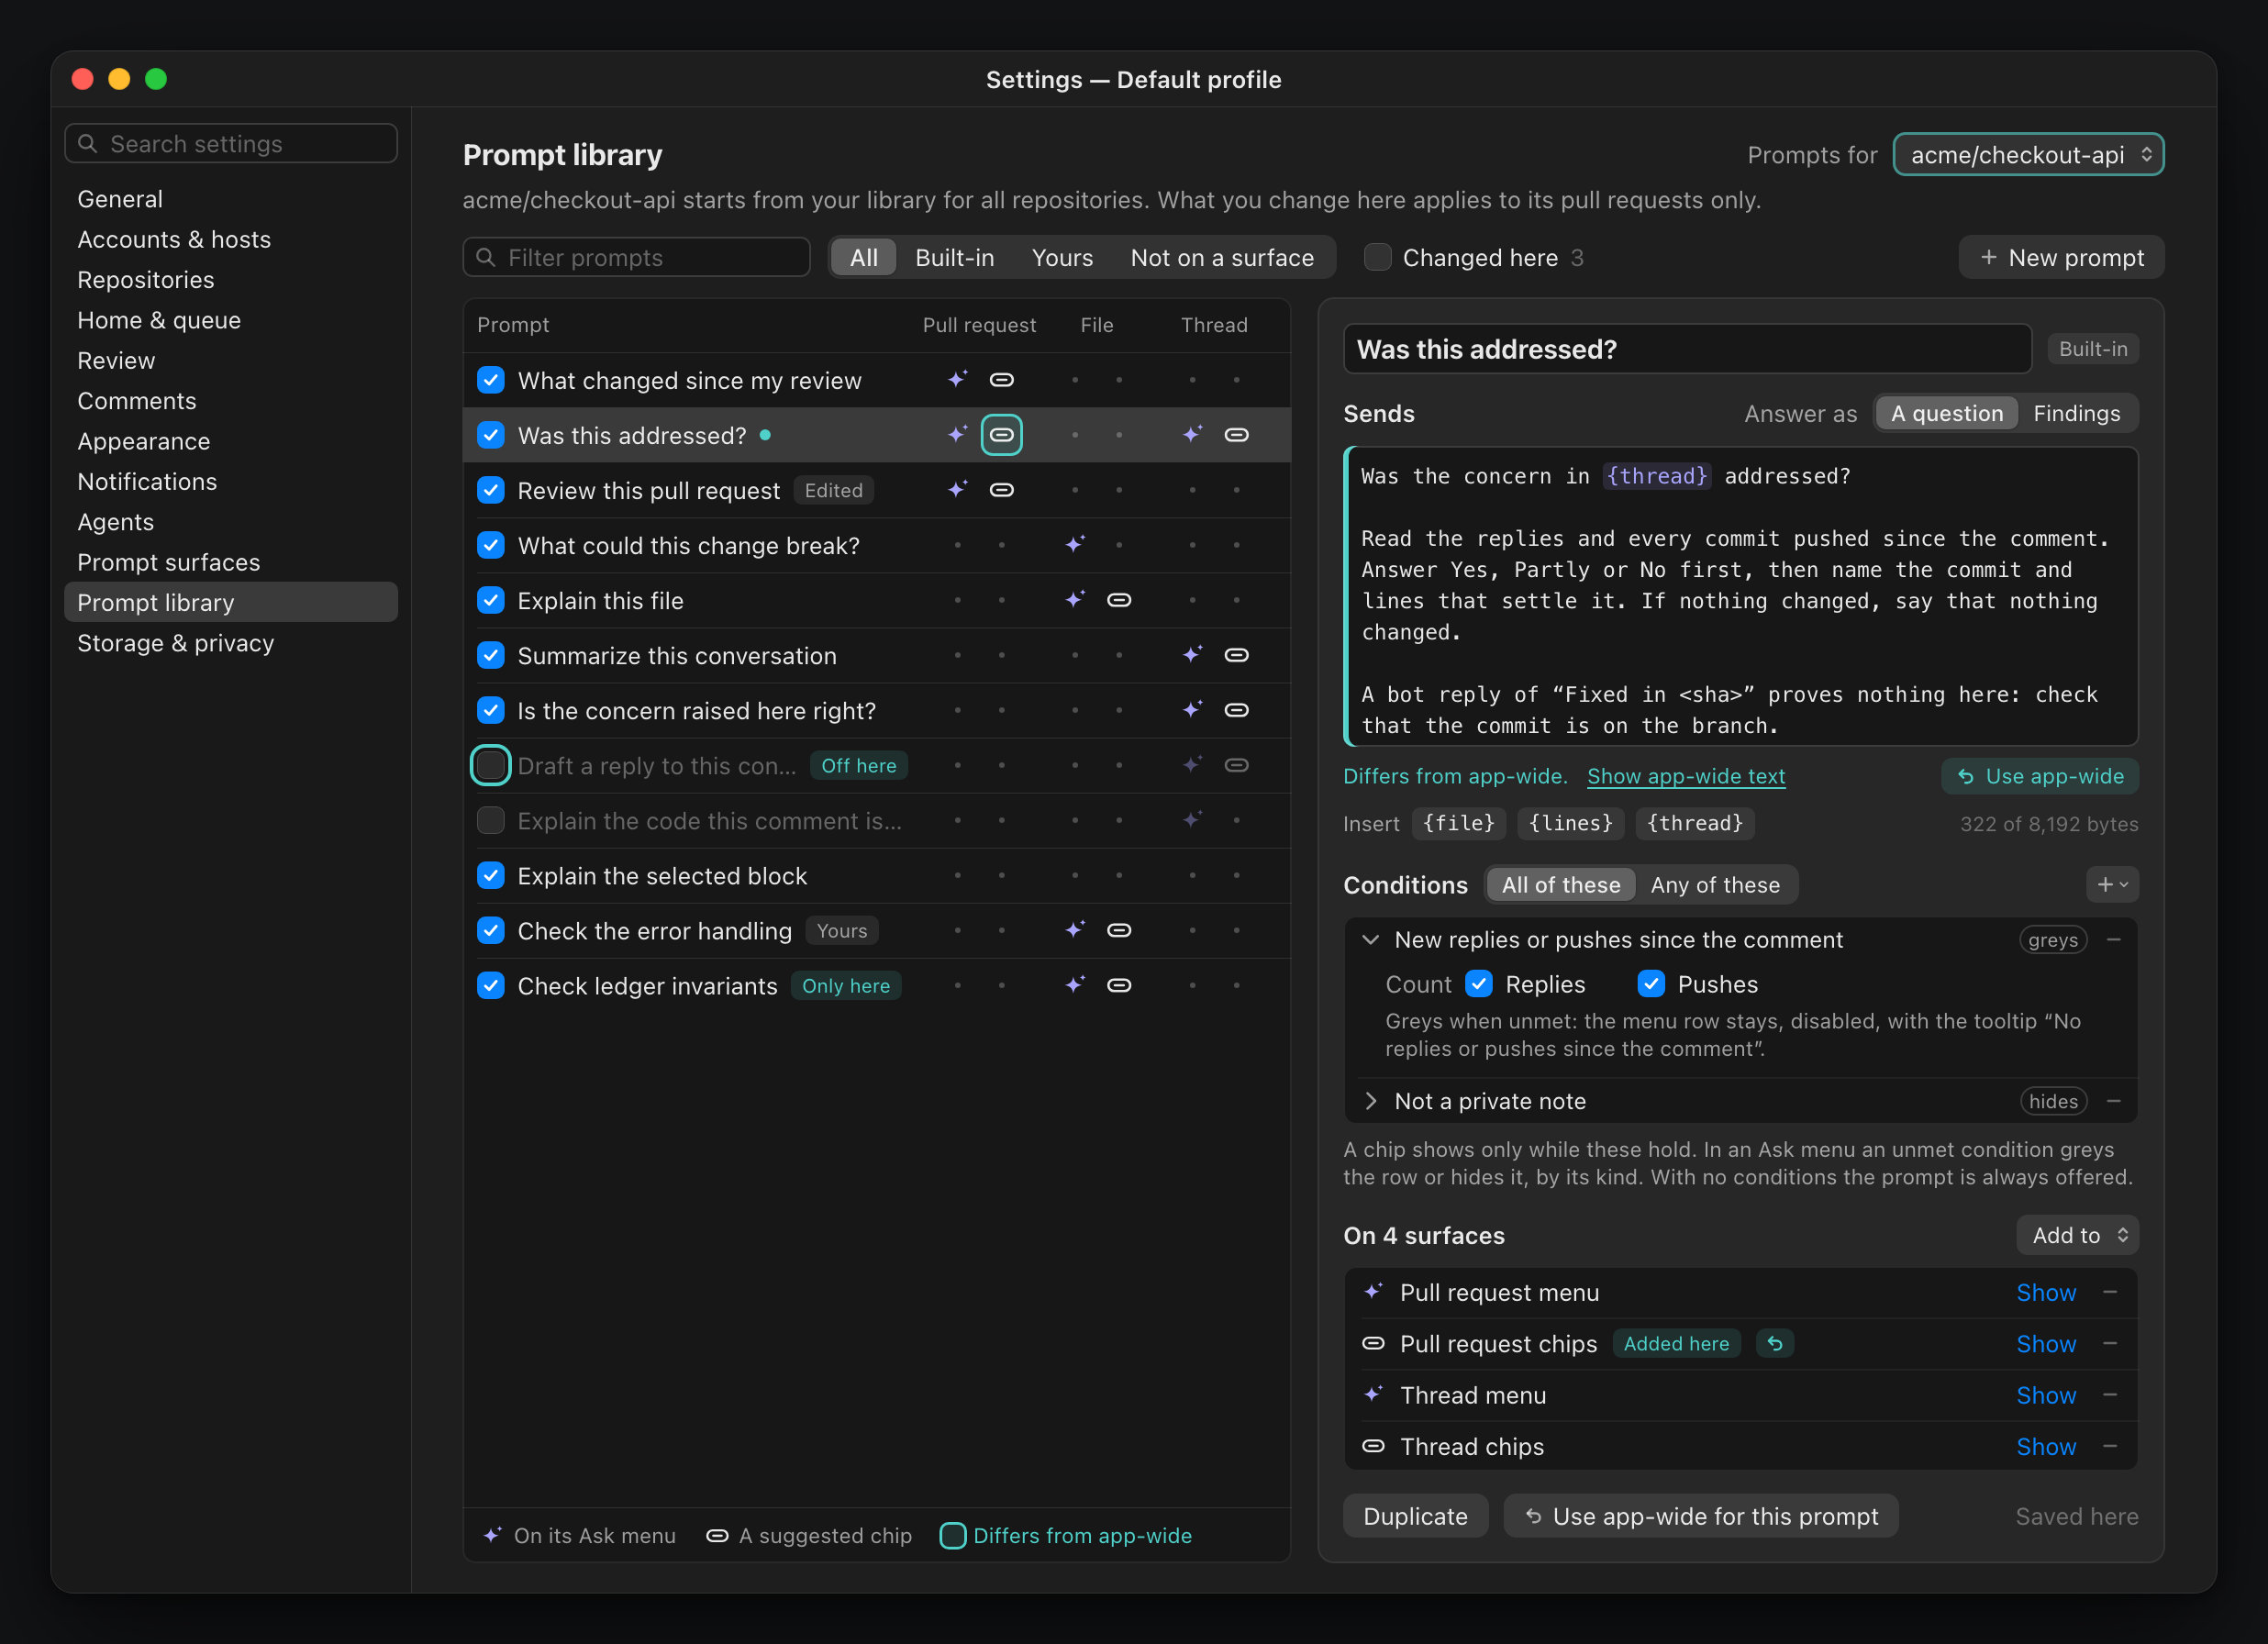 Settings — Default profile
Search settings
General
Accounts & hosts
Repositories
Home & queue
Review
Comments
Appearance
Notifications
Agents
Prompt surfaces
Prompt library
Storage & privacy
Prompt library
Prompts for acme/checkout-api
acme/checkout-api starts from your library for all repositories. What you change here applies to its pull requests only.
Filter prompts All Built-in Yours Not on a surface Changed here 3 + New prompt
Prompt Pull request File Thread
What changed since my review
Was this addressed?
Review this pull request Edited
What could this change break?
Explain this file
Summarize this conversation
Is the concern raised here right?
Draft a reply to this con... Off here
Explain the code this comment is...
Explain the selected block
Check the error handling Yours
Check ledger invariants Only here
On its Ask menu A suggested chip Differs from app-wide
Was this addressed? Built-in
Sends Answer as A question Findings
Was the concern in {thread} addressed?
Read the replies and every commit pushed since the comment.
Answer Yes, Partly or No first, then name the commit and
lines that settle it. If nothing changed, say that nothing
changed.
A bot reply of “Fixed in <sha>” proves nothing here: check
that the commit is on the branch.
Differs from app-wide. Show app-wide text Use app-wide
Insert {file} {lines} {thread} 322 of 8,192 bytes
Conditions All of these Any of these +
New replies or pushes since the comment greys
Count Replies Pushes
Greys when unmet: the menu row stays, disabled, with the tooltip “No
replies or pushes since the comment”.
Not a private note hides
A chip shows only while these hold. In an Ask menu an unmet condition greys
the row or hides it, by its kind. With no conditions the prompt is always offered.
On 4 surfaces Add to
Pull request menu Show
Pull request chips Added here Show
Thread menu Show
Thread chips Show
Duplicate Use app-wide for this prompt Saved here